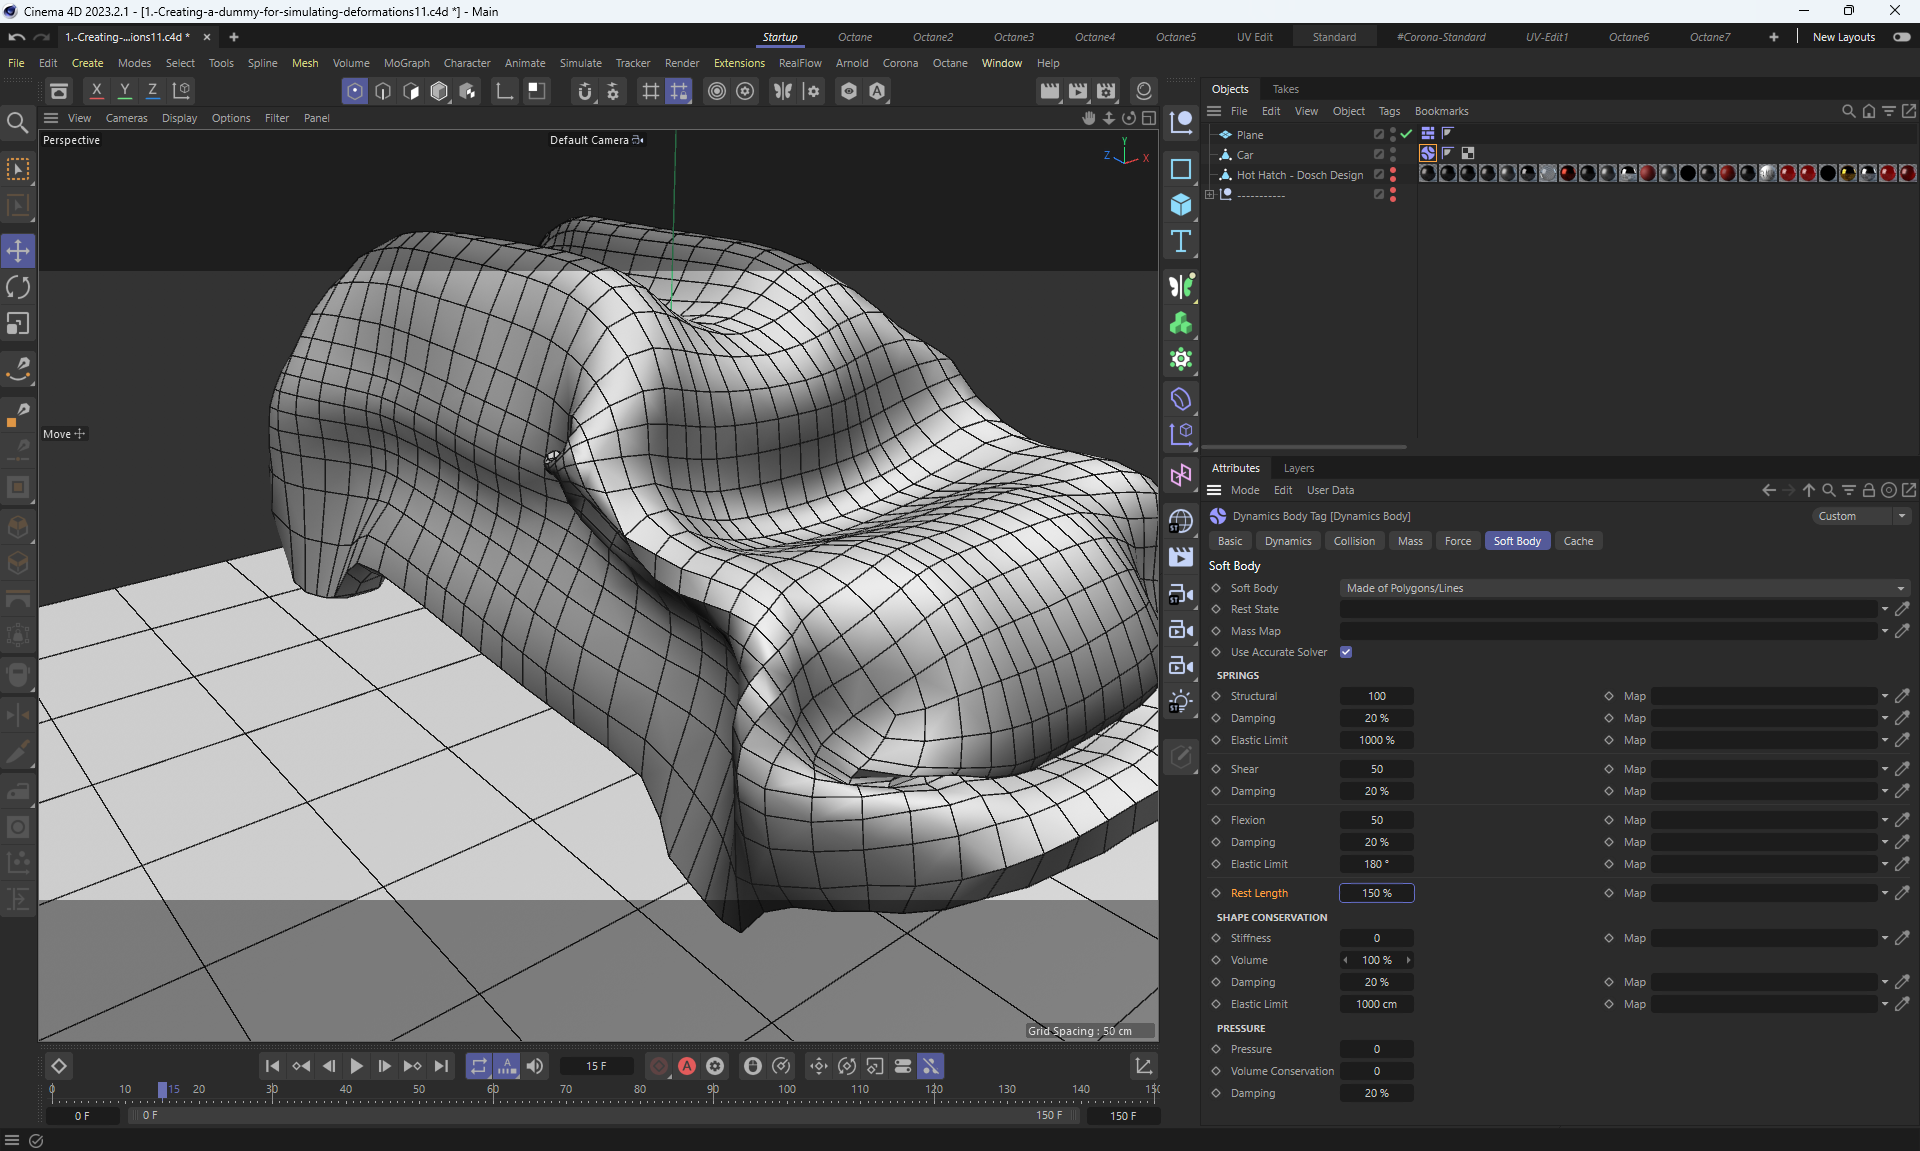 Cinema 4D 2023.2.1 - [1.-Creating-a-dummy-for-simulating-deformations11.c4d *] - Main
1.-Creating-...ions11.c4d *
Startup Octane Octane2 Octane3 Octane4 Octane5 UV Edit Standard #Corona-Standard UV-Edit1 Octane6 Octane7 New Layouts
File Edit Create Modes Select Tools Spline Mesh Volume MoGraph Character Animate Simulate Tracker Render Extensions RealFlow Arnold Corona Octane Window Help
X Y Z
View Cameras Display Options Filter Panel
Perspective
Default Camera
Y
Z X
Move
Grid Spacing : 50 cm
Objects Takes
File Edit View Object Tags Bookmarks
Plane
Car
Hot Hatch - Dosch Design
-----------
Attributes Layers
Mode Edit User Data
Dynamics Body Tag [Dynamics Body]
Custom
Basic Dynamics Collision Mass Force Soft Body Cache
Soft Body
Soft Body Made of Polygons/Lines
Rest State
Mass Map
Use Accurate Solver
SPRINGS
Structural 100 Map
Damping 20 % Map
Elastic Limit 1000 % Map
Shear 50 Map
Damping 20 % Map
Flexion 50 Map
Damping 20 % Map
Elastic Limit 180 ° Map
Rest Length 150 % Map
SHAPE CONSERVATION
Stiffness 0 Map
Volume 100 %
Damping 20 % Map
Elastic Limit 1000 cm Map
PRESSURE
Pressure 0
Volume Conservation 0
Damping 20 %
15 F
0 10 15 20 30 40 50 60 70 80 90 100 110 120 130 140
0 F 0 F 150 F 150 F